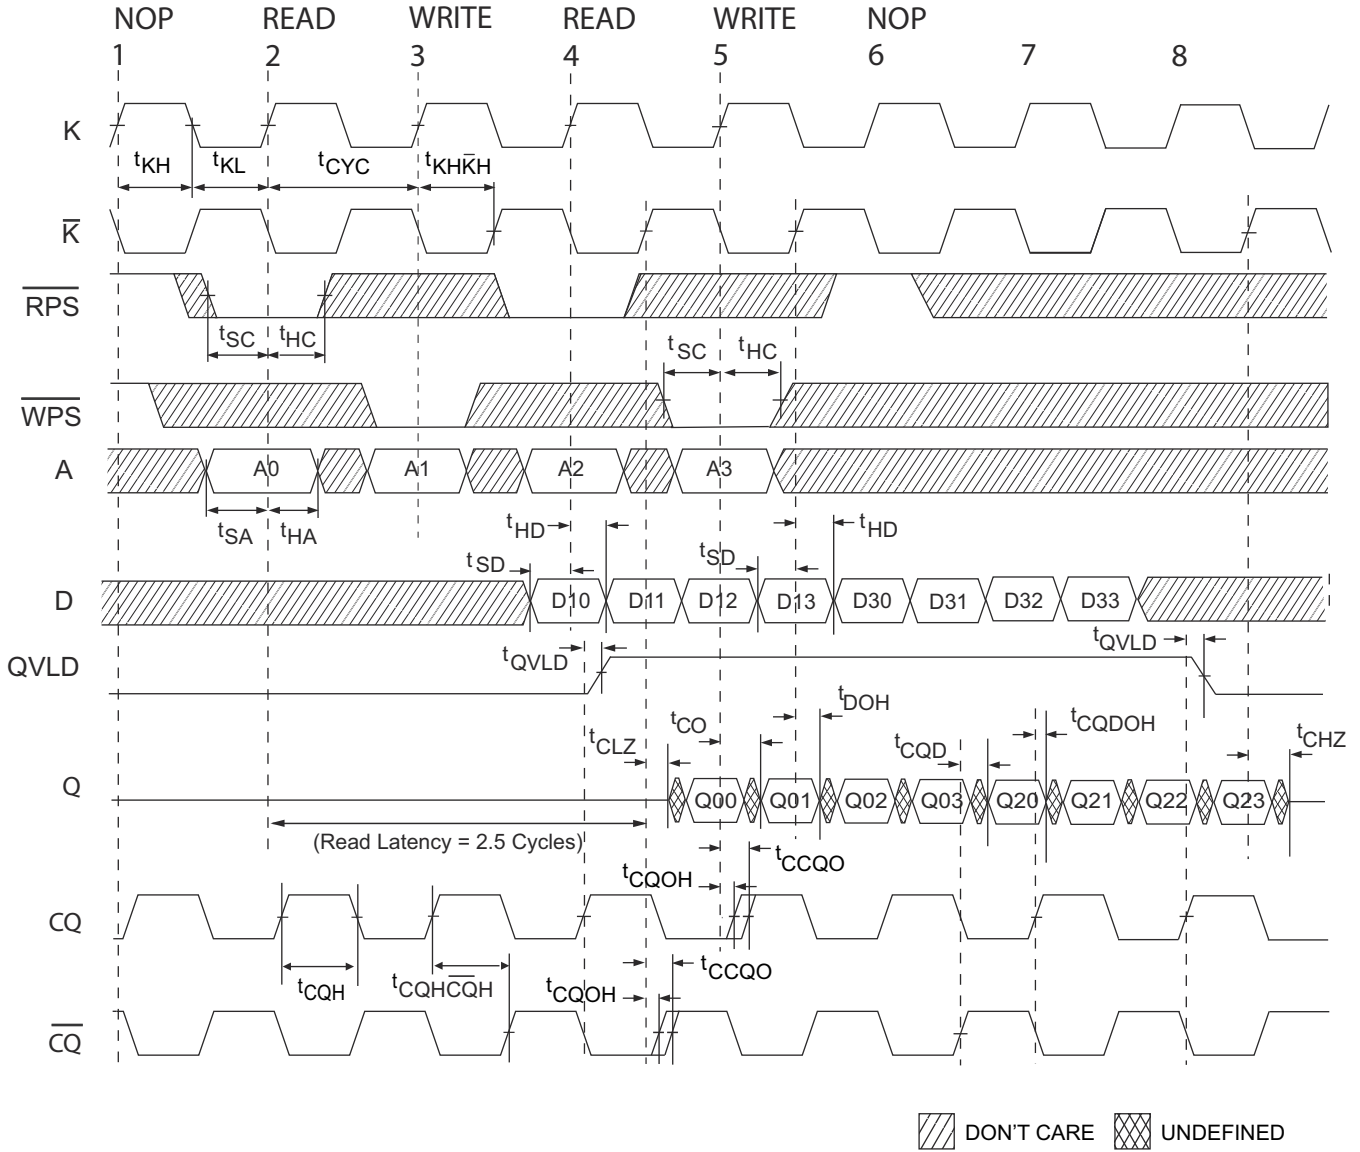 NOP READ WRITE READ WRITE NOP
1 2 3 4 5 6 7 8
K
tKH tKL tCYC tKHK̅H
K̅
R̅P̅S̅
tSC tHC
tSC tHC
W̅P̅S̅
A A0 A1 A2 A3
tSA tHA
tHD tHD
tSD tSD
D D10 D11 D12 D13 D30 D31 D32 D33
QVLD tQVLD tQVLD
tDOH
tCO tCQDOH
tCLZ tCQD tCHZ
Q Q00 Q01 Q02 Q03 Q20 Q21 Q22 Q23
(Read Latency = 2.5 Cycles)
tCCQO
tCQOH
CQ
tCCQO
tCQH tCQHC̅Q̅H tCQOH
C̅Q̅
DON'T CARE UNDEFINED